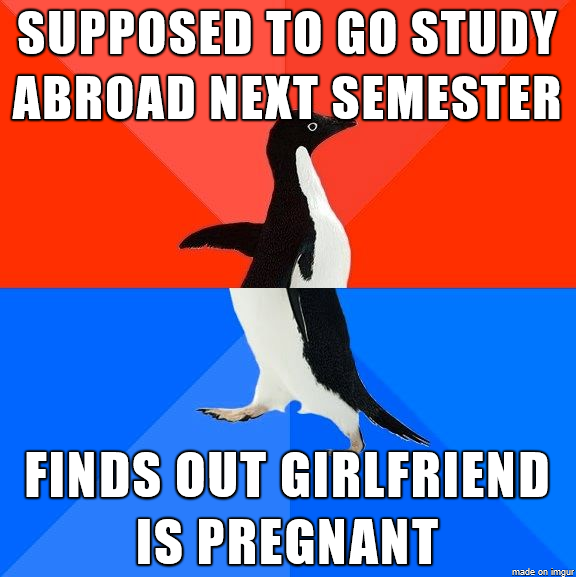 SUPPOSED TO GO STUDY
ABROAD NEXT SEMESTER
FINDS OUT GIRLFRIEND
IS PREGNANT
made on imgur